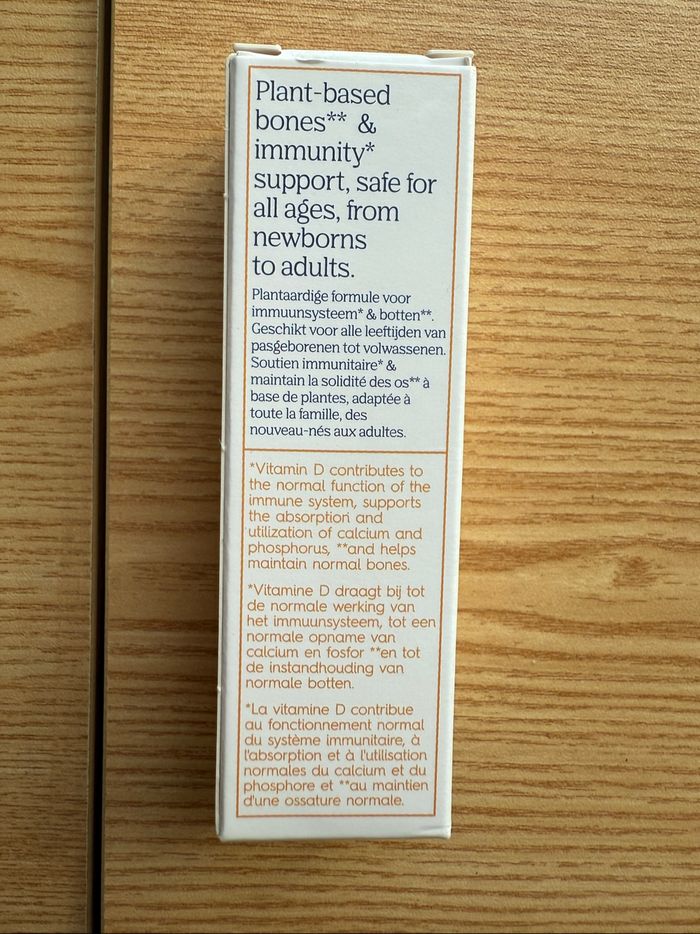 Plant-based
bones** &
immunity*
support, safe for
all ages, from
newborns
to adults.
Plantaardige formule voor
immuunsysteem* & botten**.
Geschikt voor alle leeftijden van
pasgeborenen tot volwassenen.
Soutien immunitaire* &
maintain la solidité des os** à
base de plantes, adaptée à
toute la famille, des
nouveau-nés aux adultes.
*Vitamin D contributes to
the normal function of the
immune system, supports
the absorption and
utilization of calcium and
phosphorus, **and helps
maintain normal bones.
*Vitamine D draagt bij tot
de normale werking van
het immuunsysteem, tot een
normale opname van
calcium en fosfor **en tot
de instandhouding van
normale botten.
*La vitamine D contribue
au fonctionnement normal
du système immunitaire, à
l'absorption et à l'utilisation
normales du calcium et du
phosphore et **au maintien
d'une ossature normale.